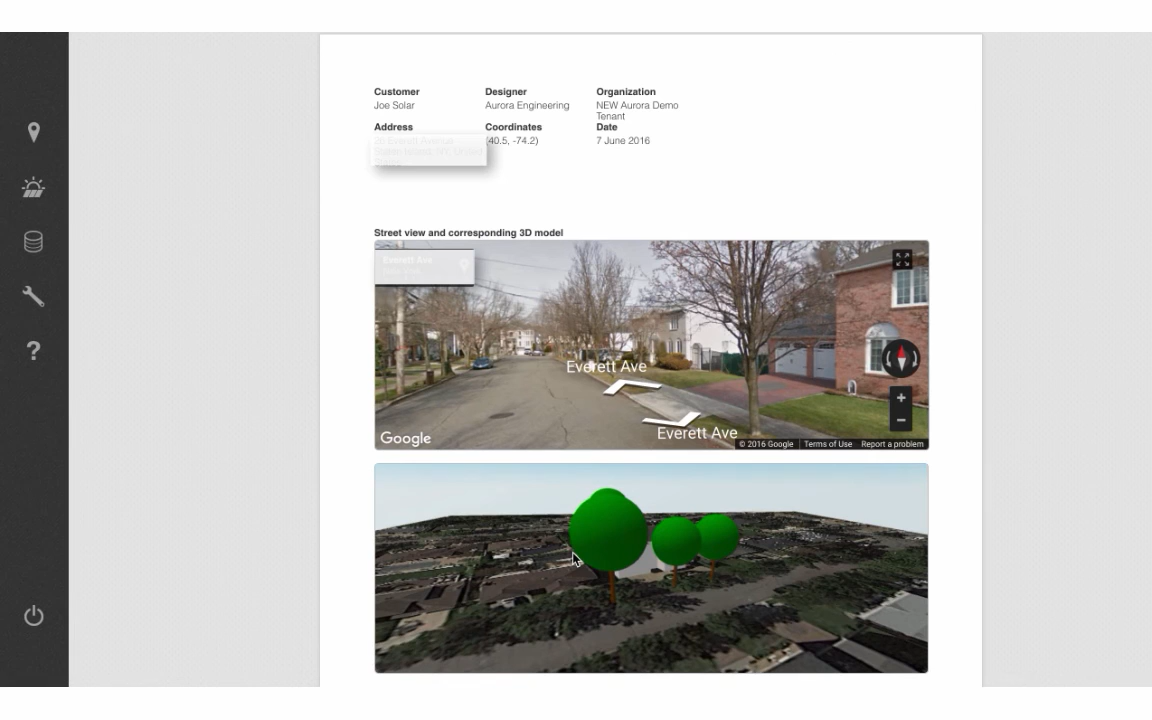 Customer Designer Organization
Joe Solar Aurora Engineering NEW Aurora Demo
Tenant
Address Coordinates Date
(40.5, -74.2) 7 June 2016
Street view and corresponding 3D model
Everett Ave
Everett Ave
Everett Ave
Google
© 2016 Google Terms of Use Report a problem